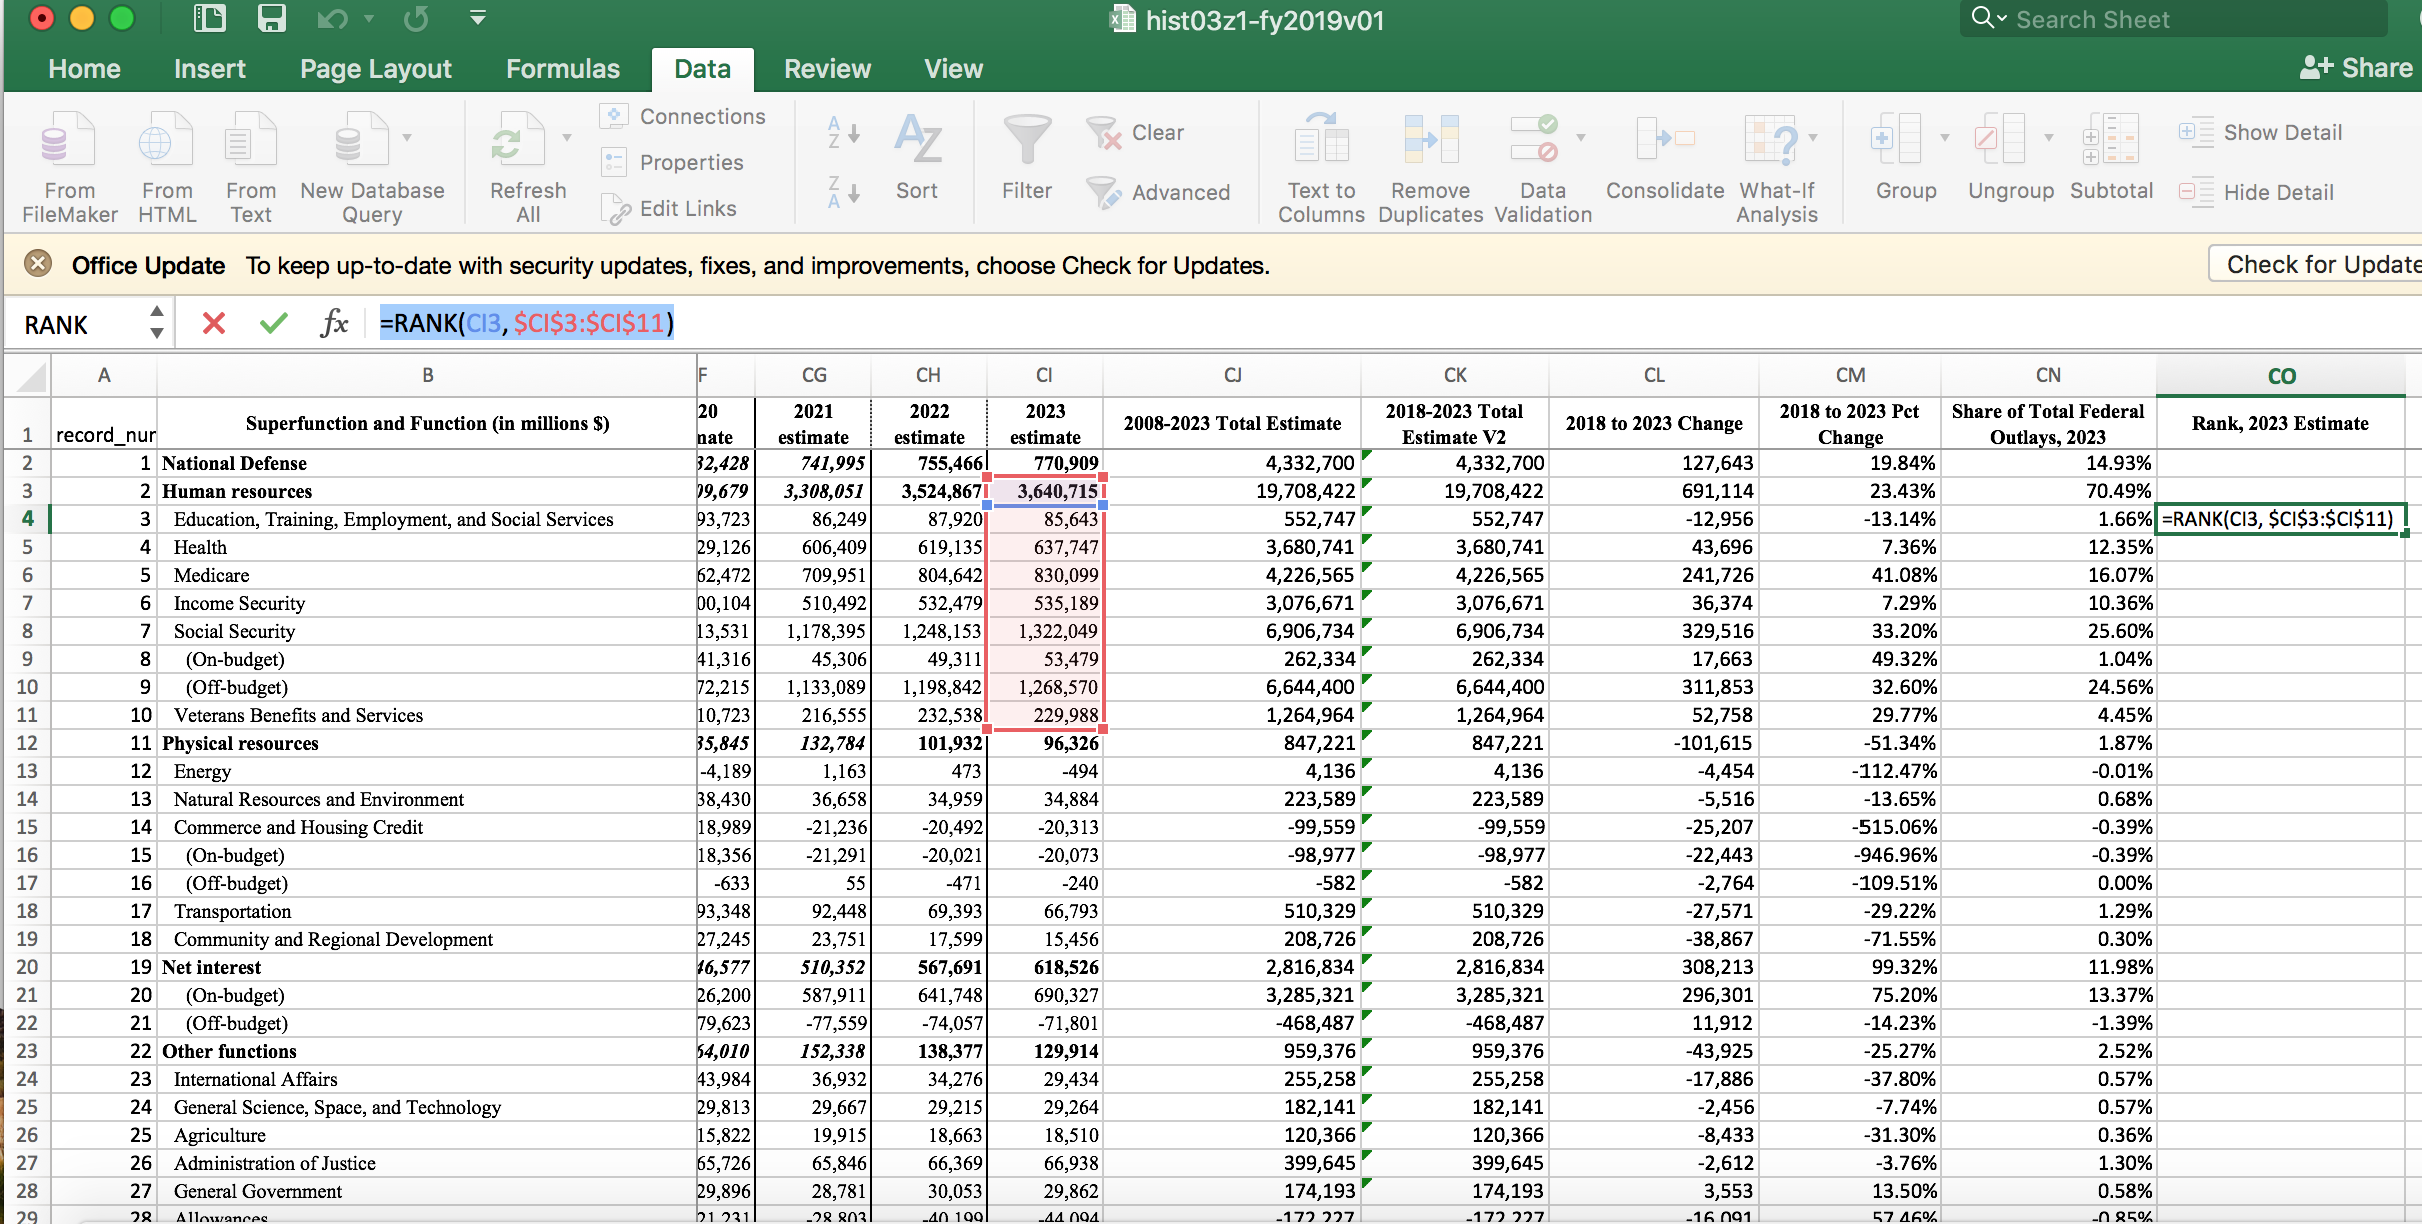 hist03z1-fy2019v01
Search Sheet
Home Insert Page Layout Formulas Data Review View
Share
Connections
Properties
Edit Links
Clear
Advanced
Show Detail
Hide Detail
From FileMaker
From HTML
From Text
New Database Query
Refresh All
Sort
Filter
Text to Columns
Remove Duplicates
Data Validation
Consolidate
What-If Analysis
Group
Ungroup
Subtotal
Office Update To keep up-to-date with security updates, fixes, and improvements, choose Check for Updates.
Check for Update
RANK fx =RANK(CI3, $CI$3:$CI$11)
A B F CG CH CI CJ CK CL CM CN CO
1 record_nur Superfunction and Function (in millions $) 20 nate 2021 estimate 2022 estimate 2023 estimate 2008-2023 Total Estimate 2018-2023 Total Estimate V2 2018 to 2023 Change 2018 to 2023 Pct Change Share of Total Federal Outlays, 2023 Rank, 2023 Estimate
2 1 National Defense 32,428 741,995 755,466 770,909 4,332,700 4,332,700 127,643 19.84% 14.93%
3 2 Human resources 99,679 3,308,051 3,524,867 3,640,715 19,708,422 19,708,422 691,114 23.43% 70.49%
4 3 Education, Training, Employment, and Social Services 93,723 86,249 87,920 85,643 552,747 552,747 -12,956 -13.14% 1.66% =RANK(CI3, $CI$3:$CI$11)
5 4 Health 29,126 606,409 619,135 637,747 3,680,741 3,680,741 43,696 7.36% 12.35%
6 5 Medicare 62,472 709,951 804,642 830,099 4,226,565 4,226,565 241,726 41.08% 16.07%
7 6 Income Security 00,104 510,492 532,479 535,189 3,076,671 3,076,671 36,374 7.29% 10.36%
8 7 Social Security 13,531 1,178,395 1,248,153 1,322,049 6,906,734 6,906,734 329,516 33.20% 25.60%
9 8 (On-budget) 41,316 45,306 49,311 53,479 262,334 262,334 17,663 49.32% 1.04%
10 9 (Off-budget) 72,215 1,133,089 1,198,842 1,268,570 6,644,400 6,644,400 311,853 32.60% 24.56%
11 10 Veterans Benefits and Services 10,723 216,555 232,538 229,988 1,264,964 1,264,964 52,758 29.77% 4.45%
12 11 Physical resources 35,845 132,784 101,932 96,326 847,221 847,221 -101,615 -51.34% 1.87%
13 12 Energy -4,189 1,163 473 -494 4,136 4,136 -4,454 -112.47% -0.01%
14 13 Natural Resources and Environment 38,430 36,658 34,959 34,884 223,589 223,589 -5,516 -13.65% 0.68%
15 14 Commerce and Housing Credit 18,989 -21,236 -20,492 -20,313 -99,559 -99,559 -25,207 -515.06% -0.39%
16 15 (On-budget) 18,356 -21,291 -20,021 -20,073 -98,977 -98,977 -22,443 -946.96% -0.39%
17 16 (Off-budget) -633 55 -471 -240 -582 -582 -2,764 -109.51% 0.00%
18 17 Transportation 93,348 92,448 69,393 66,793 510,329 510,329 -27,571 -29.22% 1.29%
19 18 Community and Regional Development 27,245 23,751 17,599 15,456 208,726 208,726 -38,867 -71.55% 0.30%
20 19 Net interest 46,577 510,352 567,691 618,526 2,816,834 2,816,834 308,213 99.32% 11.98%
21 20 (On-budget) 26,200 587,911 641,748 690,327 3,285,321 3,285,321 296,301 75.20% 13.37%
22 21 (Off-budget) 79,623 -77,559 -74,057 -71,801 -468,487 -468,487 11,912 -14.23% -1.39%
23 22 Other functions 64,010 152,338 138,377 129,914 959,376 959,376 -43,925 -25.27% 2.52%
24 23 International Affairs 43,984 36,932 34,276 29,434 255,258 255,258 -17,886 -37.80% 0.57%
25 24 General Science, Space, and Technology 29,813 29,667 29,215 29,264 182,141 182,141 -2,456 -7.74% 0.57%
26 25 Agriculture 15,822 19,915 18,663 18,510 120,366 120,366 -8,433 -31.30% 0.36%
27 26 Administration of Justice 65,726 65,846 66,369 66,938 399,645 399,645 -2,612 -3.76% 1.30%
28 27 General Government 29,896 28,781 30,053 29,862 174,193 174,193 3,553 13.50% 0.58%
29 28 Allowances 21,231 -28,803 -40,199 -44,094 -172,227 -172,227 -16,091 57.46% -0.85%